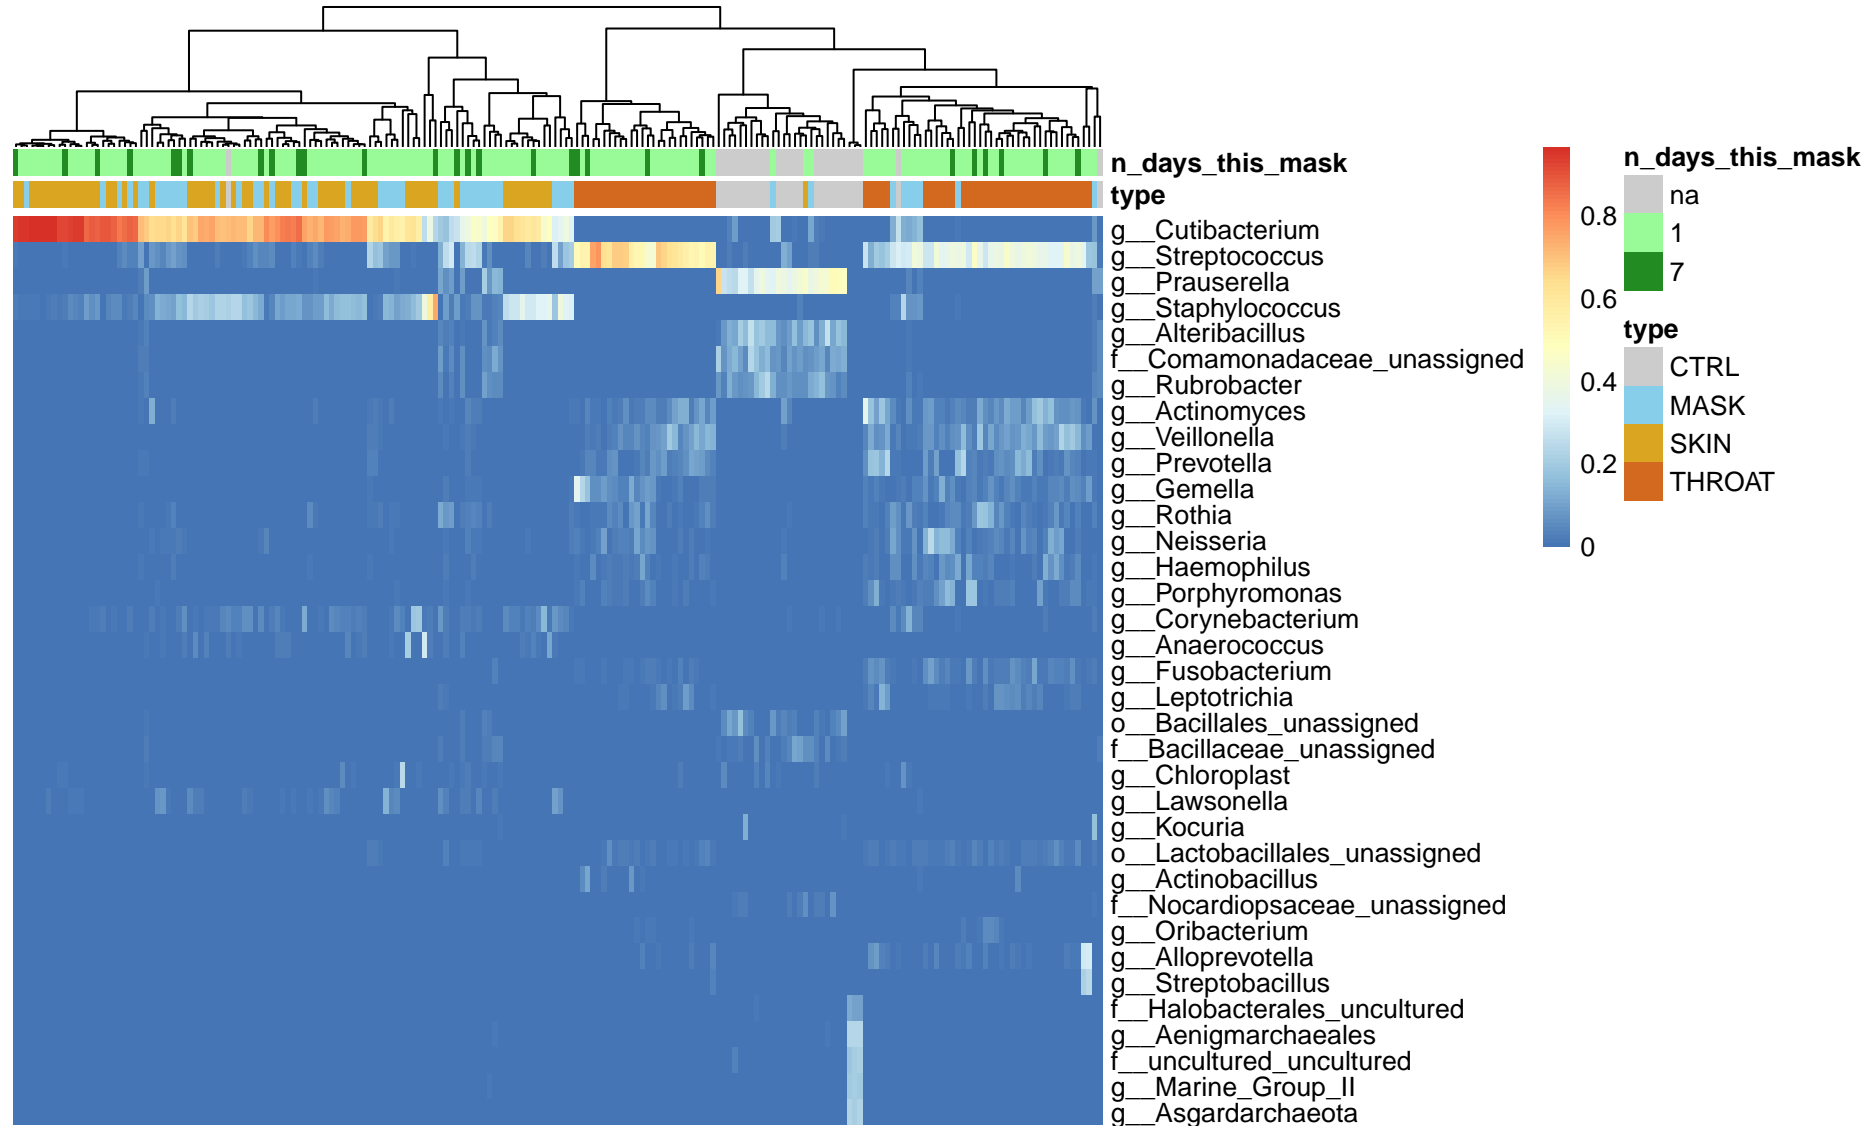 n_days_this_mask
type
g__Cutibacterium
g__Streptococcus
g__Prauserella
g__Staphylococcus
g__Alteribacillus
f__Comamonadaceae_unassigned
g__Rubrobacter
g__Actinomyces
g__Veillonella
g__Prevotella
g__Gemella
g__Rothia
g__Neisseria
g__Haemophilus
g__Porphyromonas
g__Corynebacterium
g__Anaerococcus
g__Fusobacterium
g__Leptotrichia
o__Bacillales_unassigned
f__Bacillaceae_unassigned
g__Chloroplast
g__Lawsonella
g__Kocuria
o__Lactobacillales_unassigned
g__Actinobacillus
f__Nocardiopsaceae_unassigned
g__Oribacterium
g__Alloprevotella
g__Streptobacillus
f__Halobacterales_uncultured
g__Aenigmarchaeales
f__uncultured_uncultured
g__Marine_Group_II
g__Asgardarchaeota
0.8
0.6
0.4
0.2
0
n_days_this_mask
na
1
7
type
CTRL
MASK
SKIN
THROAT